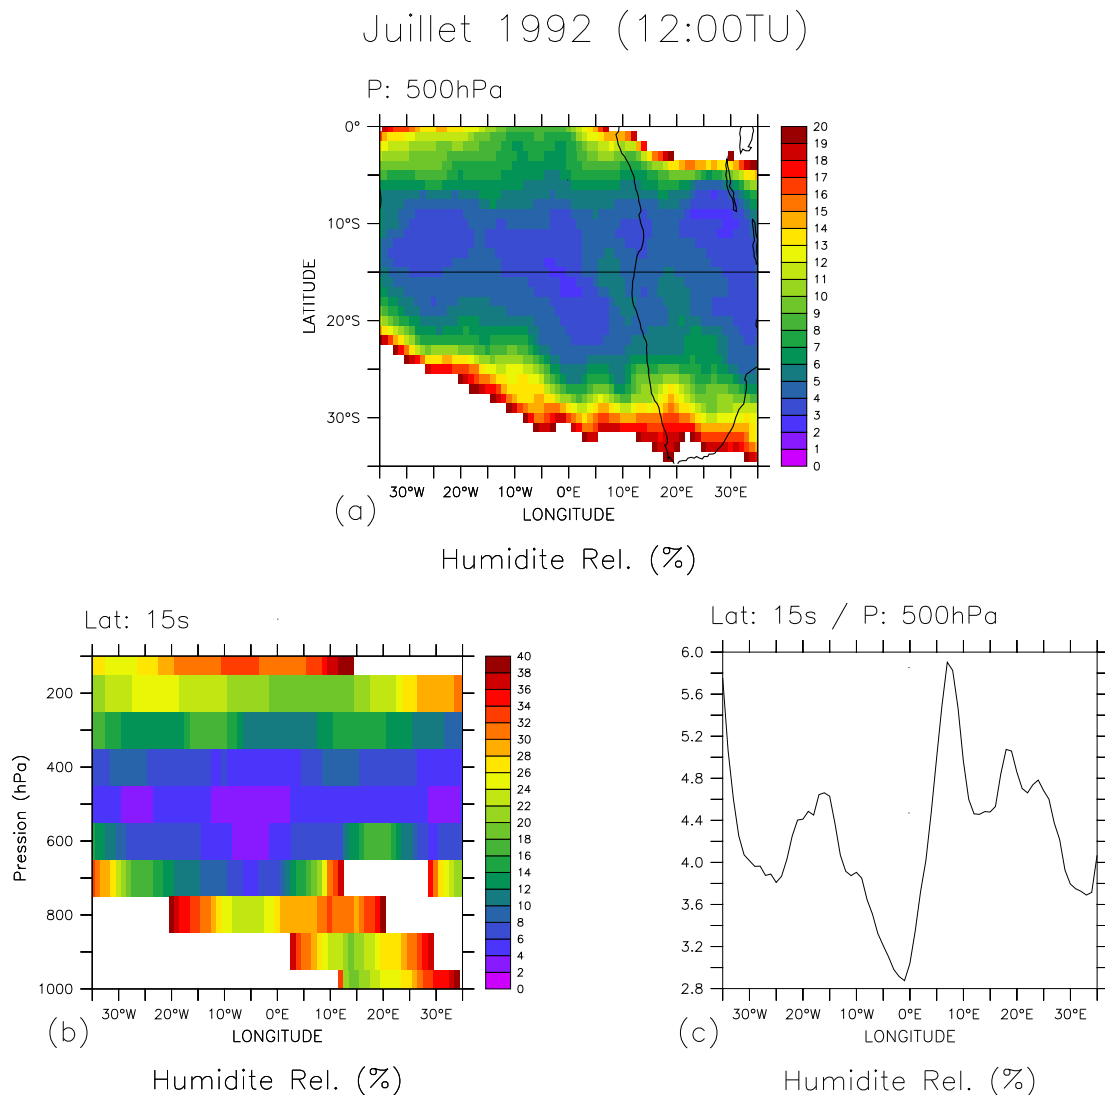 Juillet 1992 (12:00TU)
P: 500hPa
0°
10°S
20°S
30°S
LATITUDE
30°W 20°W 10°W 0°E 10°E 20°E 30°E
LONGITUDE
(a)
20
19
18
17
16
15
14
13
12
11
10
9
8
7
6
5
4
3
2
1
0
Humidite Rel. (%)
Lat: 15s
200
400
600
800
1000
Pression (hPa)
30°W 20°W 10°W 0°E 10°E 20°E 30°E
LONGITUDE
(b)
40
38
36
34
32
30
28
26
24
22
20
18
16
14
12
10
8
6
4
2
0
Humidite Rel. (%)
Lat: 15s / P: 500hPa
6.0
5.6
5.2
4.8
4.4
4.0
3.6
3.2
2.8
30°W 20°W 10°W 0°E 10°E 20°E 30°E
LONGITUDE
(c)
Humidite Rel. (%)